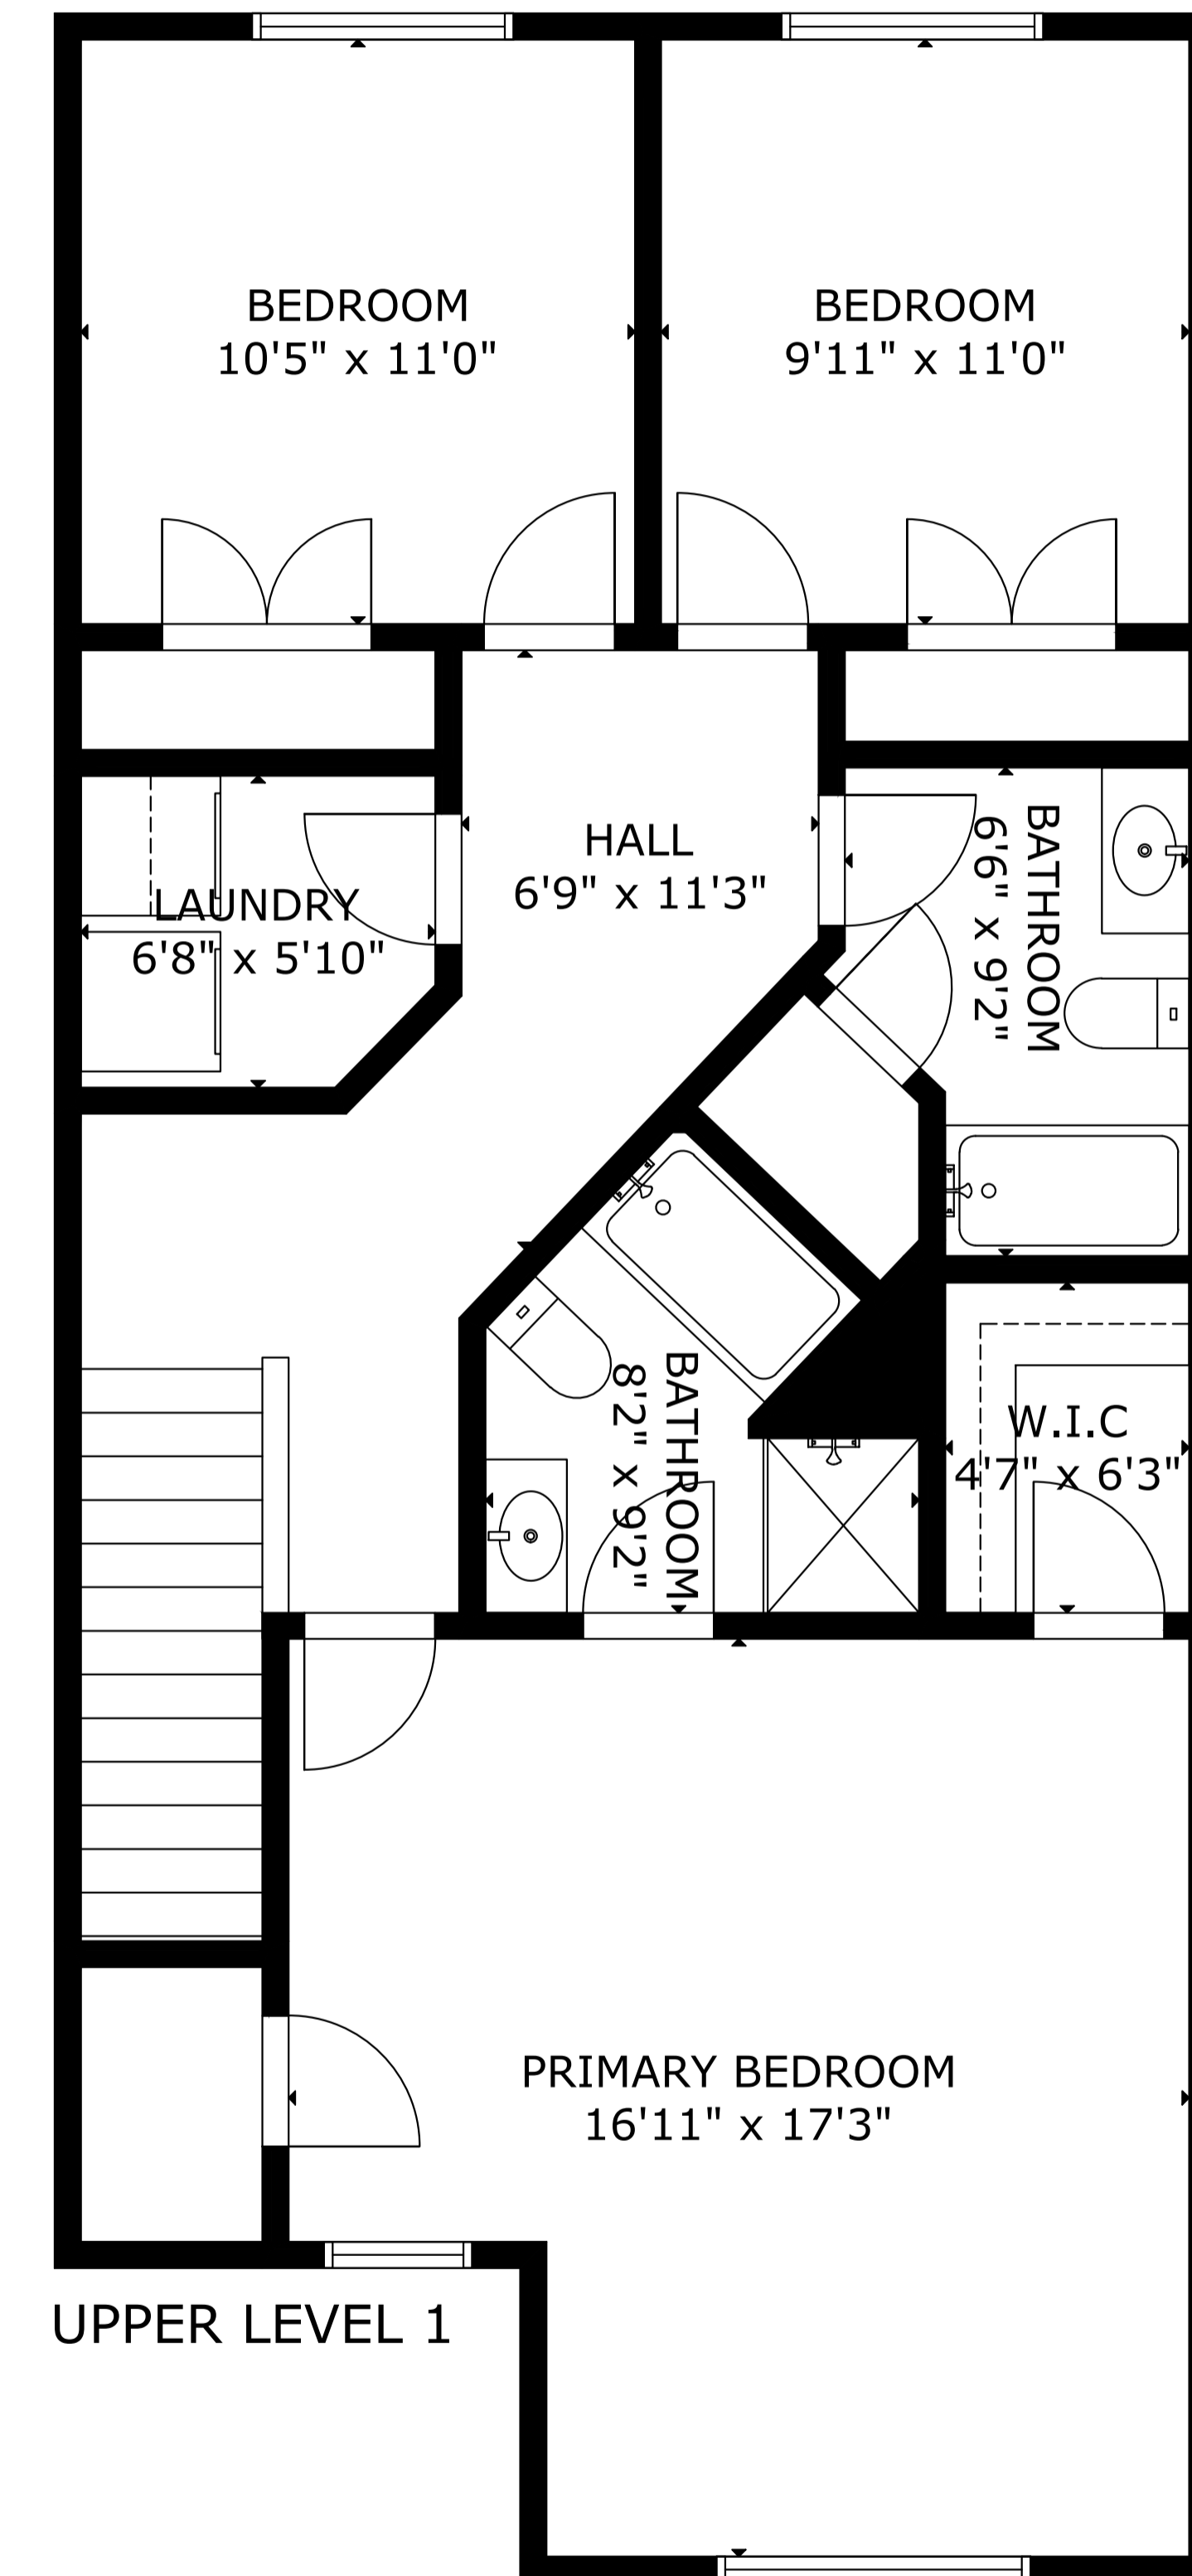 BEDROOM
10'5" x 11'0"
BEDROOM
9'11" x 11'0"
HALL
6'9" x 11'3"
BATHROOM
6'6" x 9'2"
LAUNDRY
6'8" x 5'10"
BATHROOM
8'2" x 9'2"
W.I.C
4'7" x 6'3"
PRIMARY BEDROOM
16'11" x 17'3"
UPPER LEVEL 1